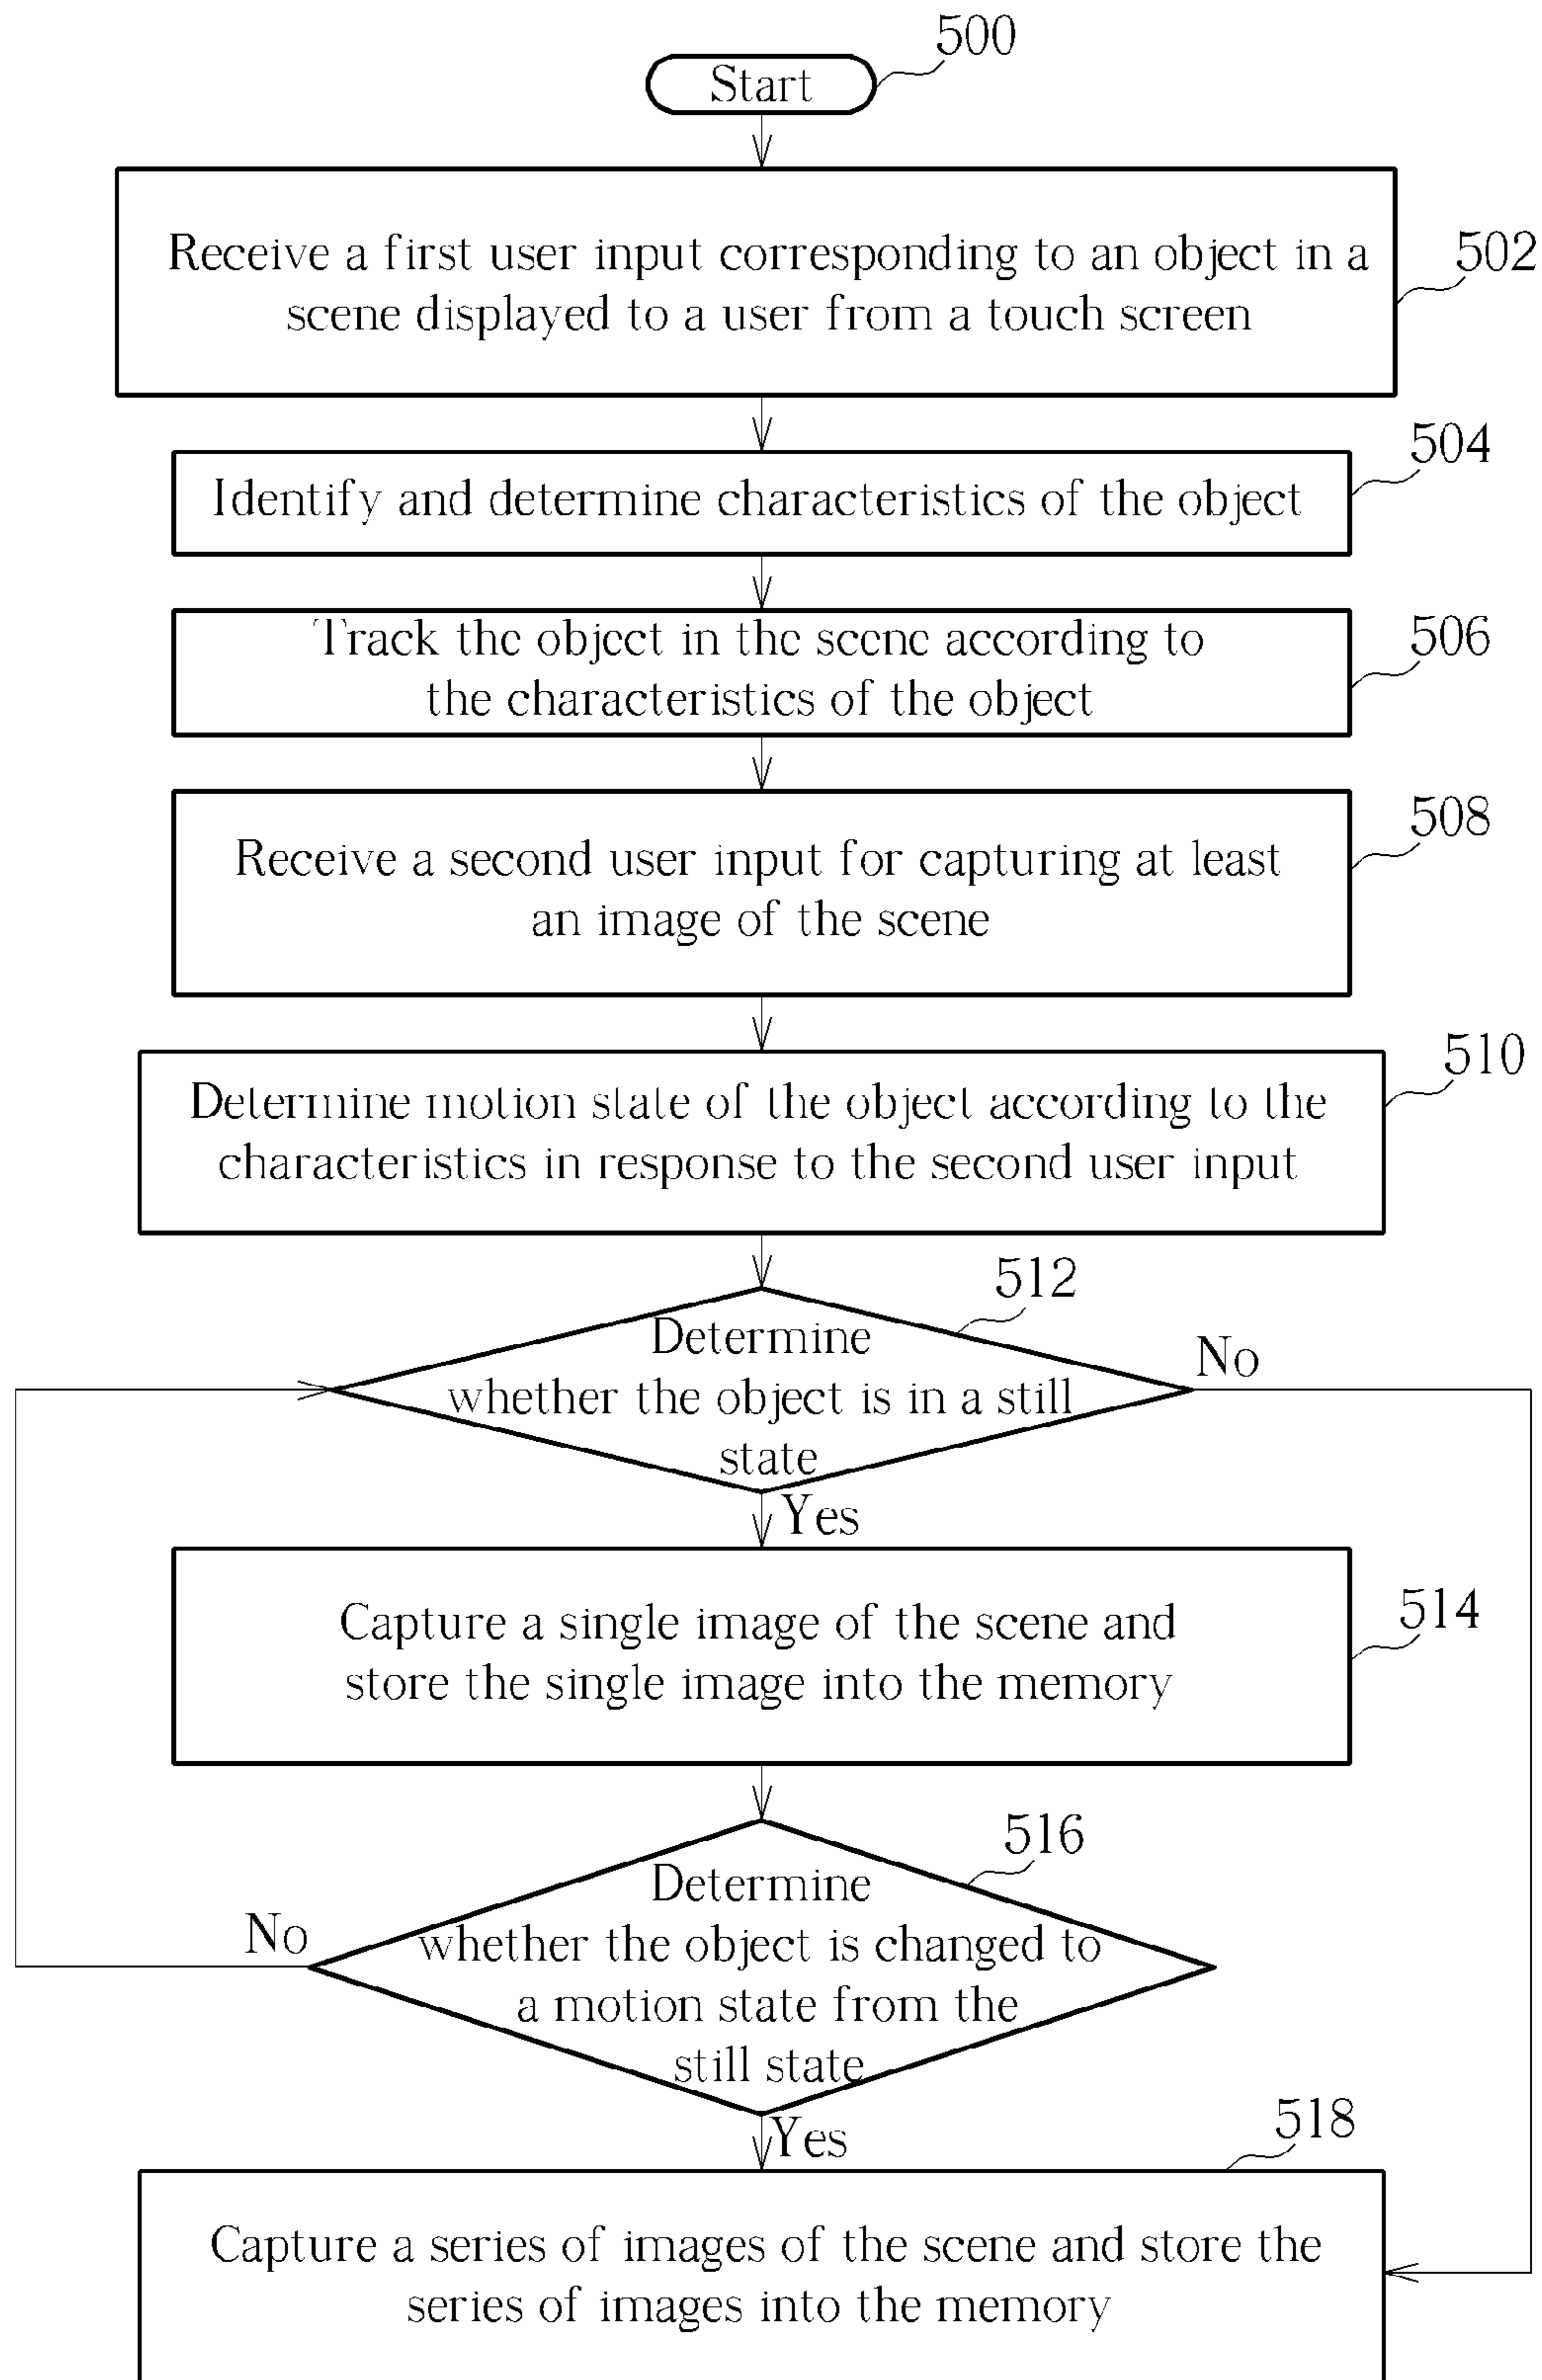 500
Start
Receive a first user input corresponding to an object in a
scene displayed to a user from a touch screen
502
504
Identify and determine characteristics of the object
Track the object in the scene according to
the characteristics of the object
506
508
Receive a second user input for capturing at least
an image of the scene
510
Determine motion state of the object according to the
characteristics in response to the second user input
512
Determine
whether the object is in a still
state
No
Yes
Capture a single image of the scene and
store the single image into the memory
514
516
Determine
whether the object is changed to
a motion state from the
still state
No
Yes
518
Capture a series of images of the scene and store the
series of images into the memory